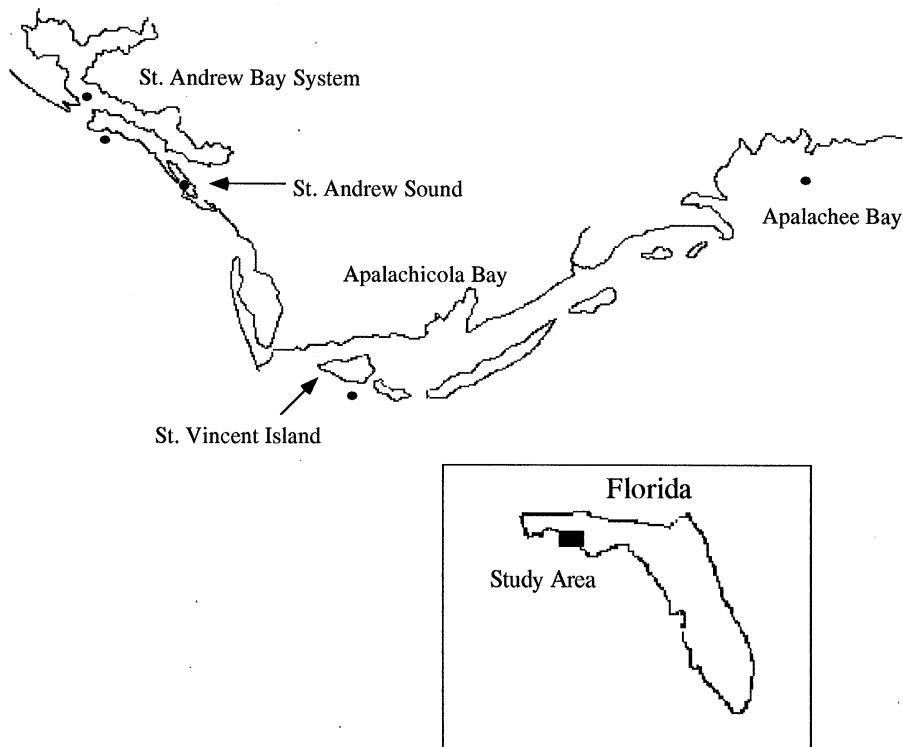 St. Andrew Bay System
St. Andrew Sound
Apalachee Bay
Apalachicola Bay
St. Vincent Island
Florida
Study Area